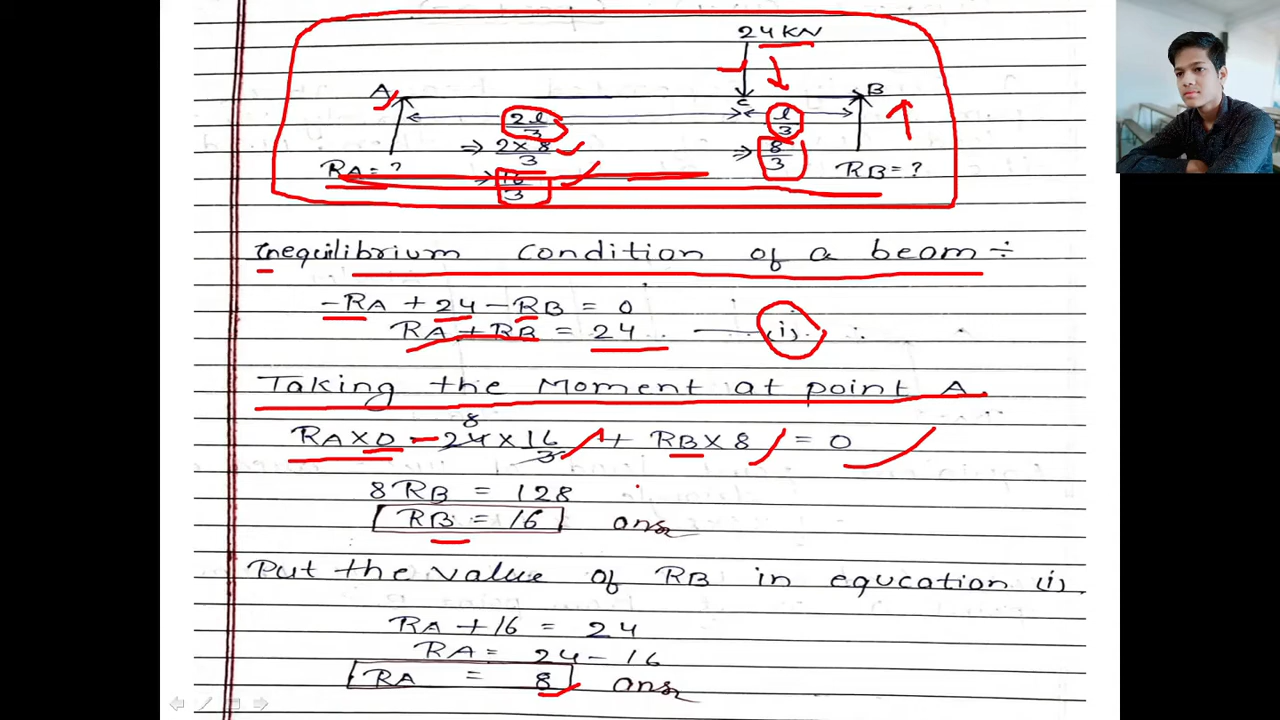 24 KN
A
C
B
2l/3
l/3
⇒ 2×8/3
⇒ 8/3
RA = ?
⇒ 16/3
RB = ?
Inequilibrium condition of a beam ÷
-RA + 24 - RB = 0
RA + RB = 24 —— (i)
Taking the Moment at point A.
8
RA×0 - 24 × 16/3 + RB×8 = 0
8 RB = 128
RB = 16 ans
Put the value of RB in equcation (i).
RA + 16 = 24
RA = 24 - 16
RA = 8 ans